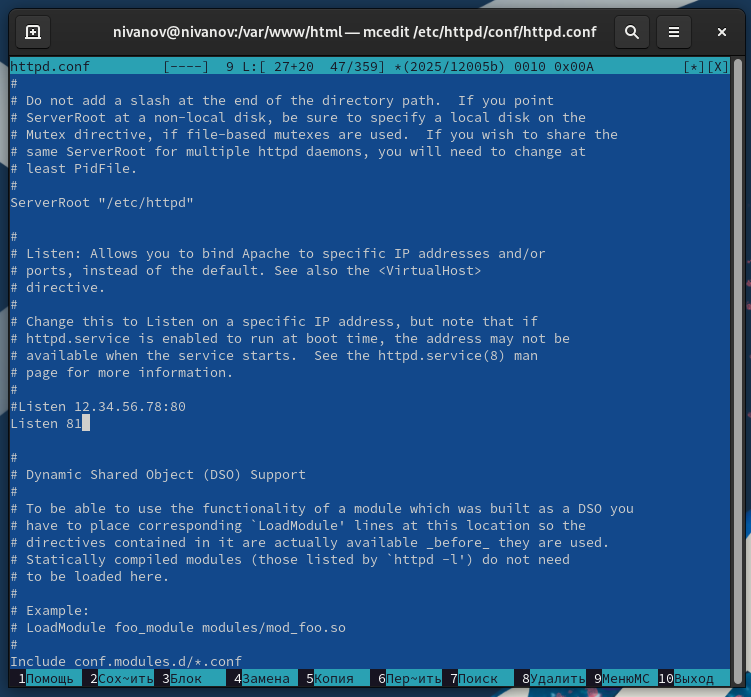 nivanov@nivanov:/var/www/html — mcedit /etc/httpd/conf/httpd.conf
httpd.conf [----] 9 L:[ 27+20 47/359] *(2025/12005b) 0010 0x00A [*][X]
#
# Do not add a slash at the end of the directory path.  If you point
# ServerRoot at a non-local disk, be sure to specify a local disk on the
# Mutex directive, if file-based mutexes are used.  If you wish to share the
# same ServerRoot for multiple httpd daemons, you will need to change at
# least PidFile.
#
ServerRoot "/etc/httpd"
#
# Listen: Allows you to bind Apache to specific IP addresses and/or
# ports, instead of the default. See also the <VirtualHost>
# directive.
#
# Change this to Listen on a specific IP address, but note that if
# httpd.service is enabled to run at boot time, the address may not be
# available when the service starts.  See the httpd.service(8) man
# page for more information.
#
#Listen 12.34.56.78:80
Listen 81
#
# Dynamic Shared Object (DSO) Support
#
# To be able to use the functionality of a module which was built as a DSO you
# have to place corresponding `LoadModule' lines at this location so the
# directives contained in it are actually available _before_ they are used.
# Statically compiled modules (those listed by `httpd -l') do not need
# to be loaded here.
#
# Example:
# LoadModule foo_module modules/mod_foo.so
#
Include conf.modules.d/*.conf
1Помощь 2Сох~ить 3Блок 4Замена 5Копия 6Пер~ить 7Поиск 8Удалить 9МенюMC 10Выход